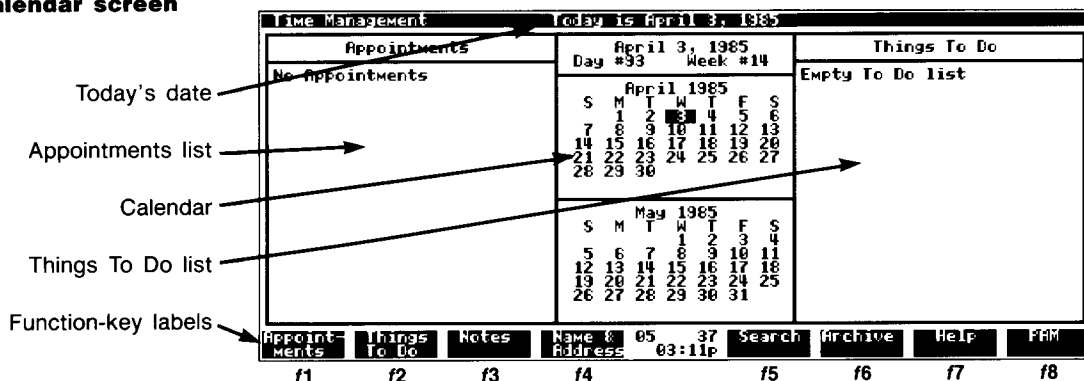 alendar screen
Time Management Today is April 3, 1985
Appointments
No Appointments
April 3, 1985
Day #93 Week #14
April 1985
S M T W T F S
1 2 3 4 5 6
7 8 9 10 11 12 13
14 15 16 17 18 19 20
21 22 23 24 25 26 27
28 29 30
May 1985
S M T W T F S
1 2 3 4
5 6 7 8 9 10 11
12 13 14 15 16 17 18
19 20 21 22 23 24 25
26 27 28 29 30 31
Things To Do
Empty To Do list
Today's date
Appointments list
Calendar
Things To Do list
Function-key labels
Appoint-
ments
Things
To Do
Notes
Name &
Address
05 37
03:11p
Search
Archive
Help
PAM
f1 f2 f3 f4 f5 f6 f7 f8